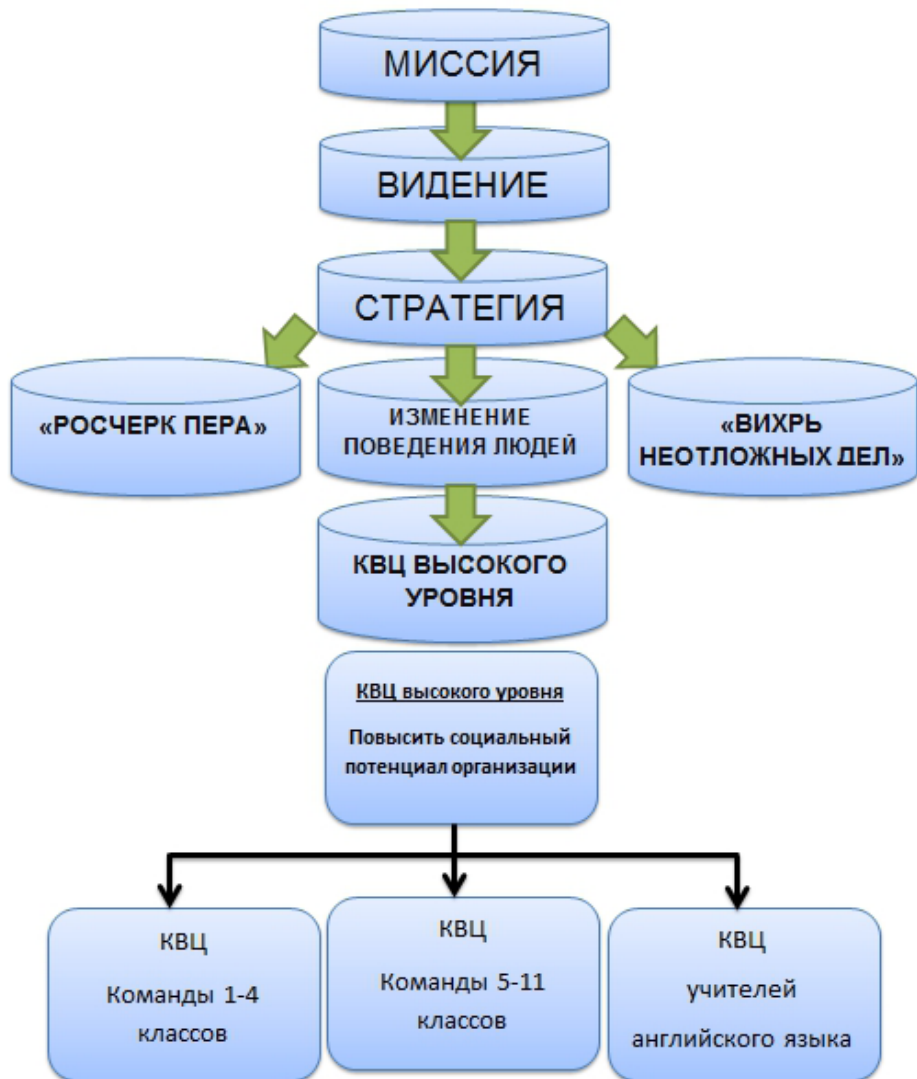 МИССИЯ
ВИДЕНИЕ
СТРАТЕГИЯ
«РОСЧЕРК ПЕРА»
ИЗМЕНЕНИЕ
ПОВЕДЕНИЯ ЛЮДЕЙ
«ВИХРЬ
НЕОТЛОЖНЫХ ДЕЛ»
КВЦ ВЫСОКОГО
УРОВНЯ
КВЦ высокого уровня
Повысить социальный
потенциал организации
КВЦ
Команды 1-4
классов
КВЦ
Команды 5-11
классов
КВЦ
учителей
английского языка